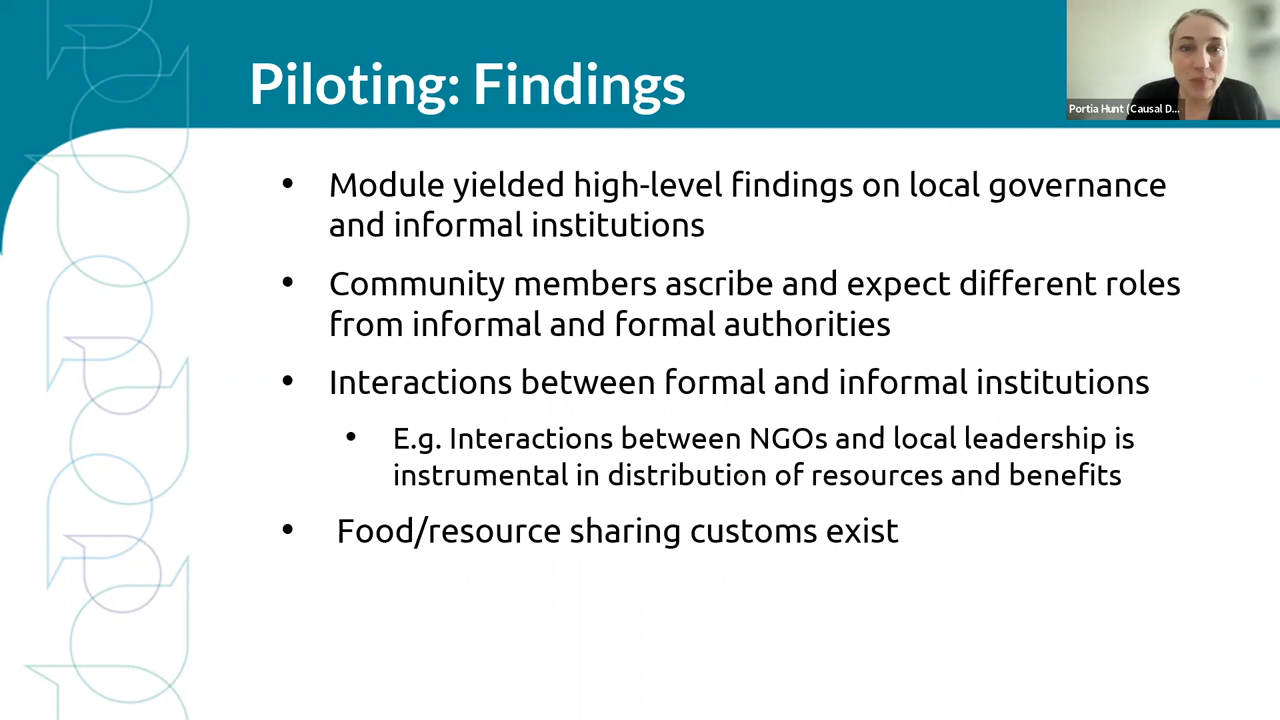 Piloting: Findings
Portia Hunt (Causal D...
• Module yielded high-level findings on local governance
and informal institutions
• Community members ascribe and expect different roles
from informal and formal authorities
• Interactions between formal and informal institutions
• E.g. Interactions between NGOs and local leadership is
instrumental in distribution of resources and benefits
• Food/resource sharing customs exist